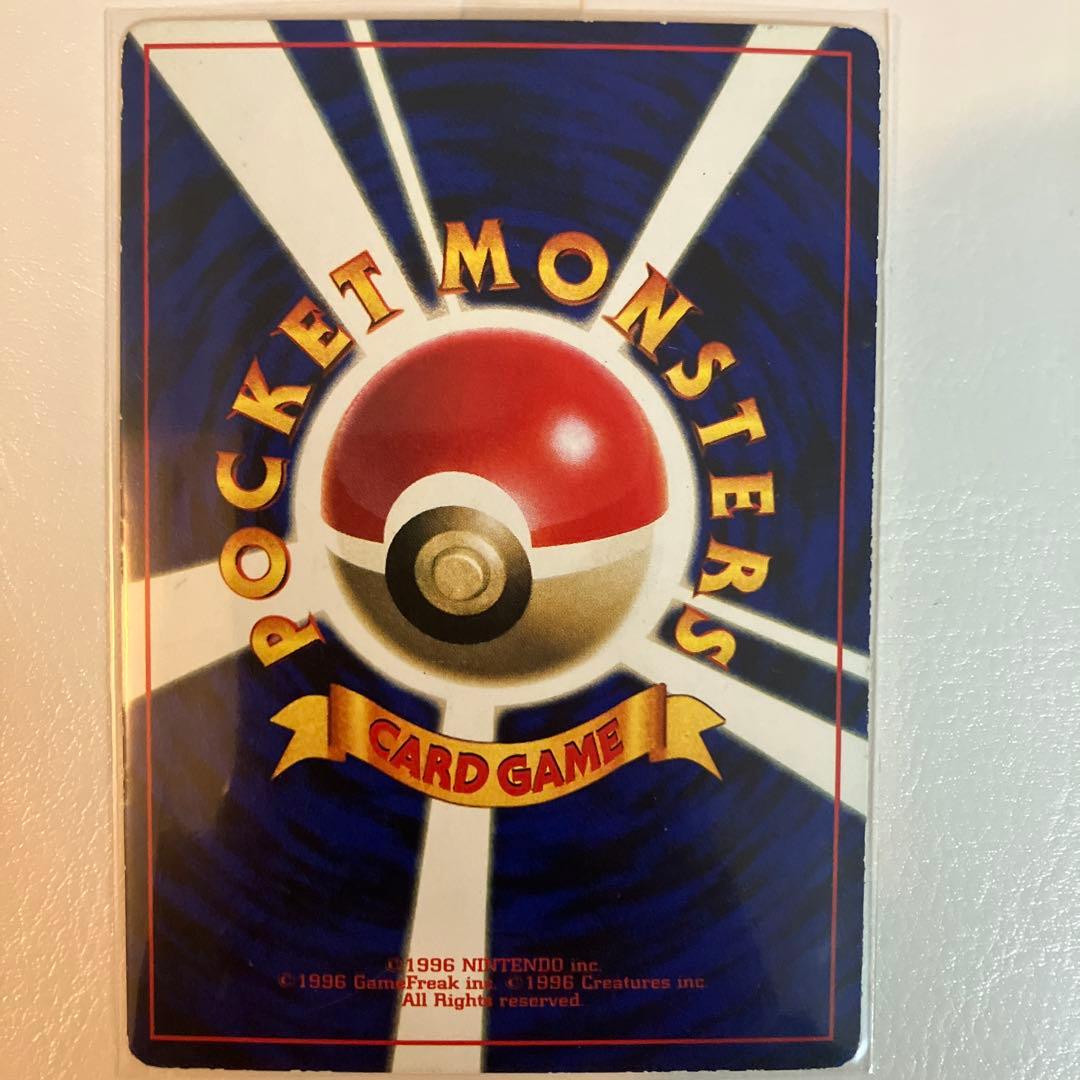 POCKET MONSTERS
CARD GAME
©1996 NINTENDO inc.
©1996 GameFreak inc. ©1996 Creatures inc.
All Rights reserved.